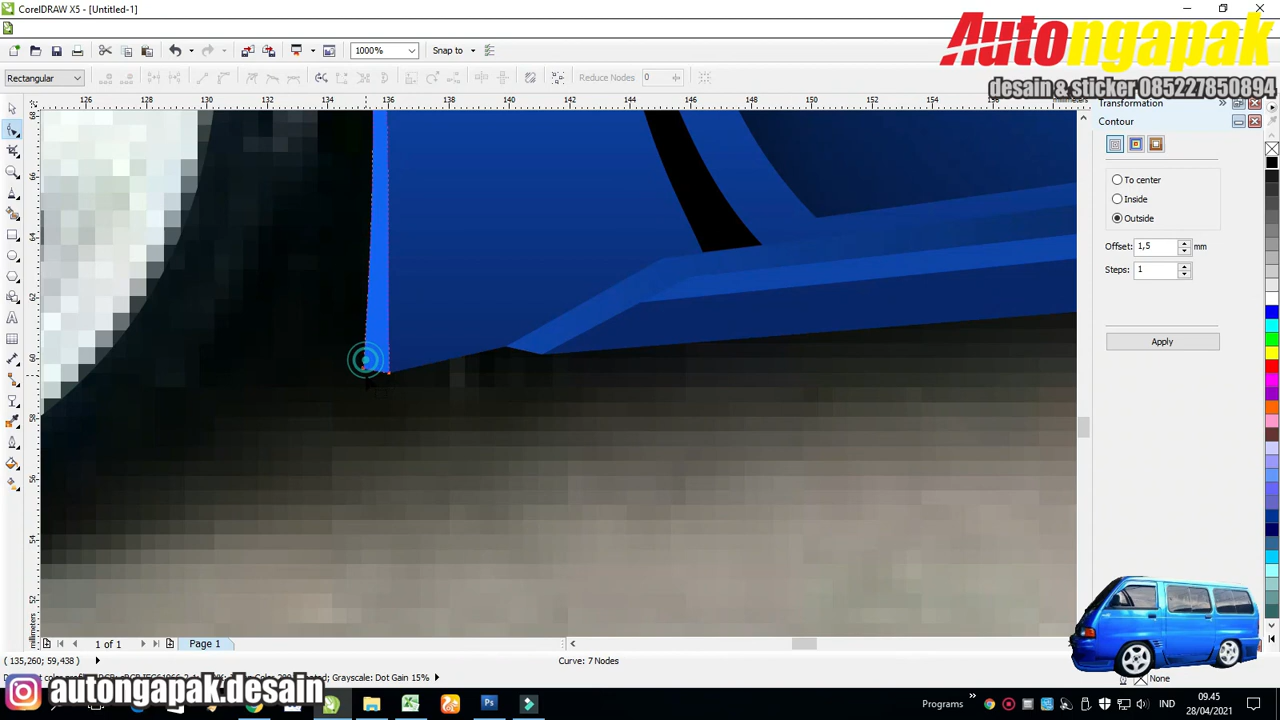 CorelDRAW X5 - [Untitled-1]
Autongapak
desain & sticker 085227850894
1000%
Snap to
Rectangular
Reduce Nodes
0
126 128 130 132 134 136 138 140 142 144 146 148 150 152 154 156
millimeters
Transformation
Contour
To center
Inside
Outside
Offset:
1,5
mm
Steps:
1
Apply
1 of 1
Page 1
( 135,260; 59,438 )
Curve: 7 Nodes
Grayscale: Dot Gain 15%
None
autongapak.desain
Programs
IND
09.45
28/04/2021